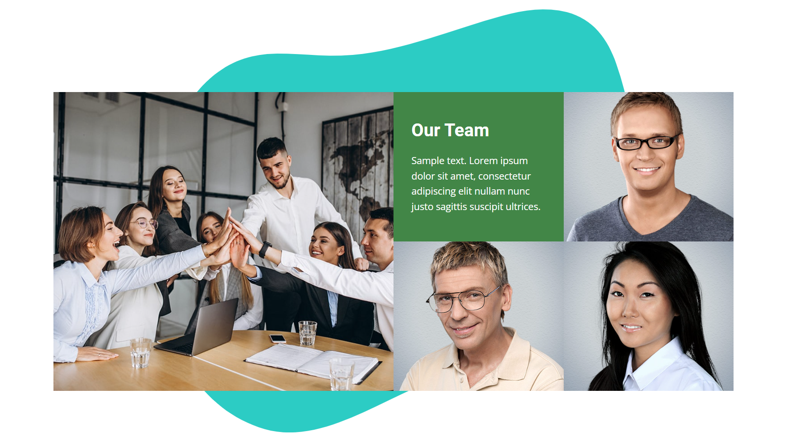 Our Team
Sample text. Lorem ipsum
dolor sit amet, consectetur
adipiscing elit nullam nunc
justo sagittis suscipit ultrices.